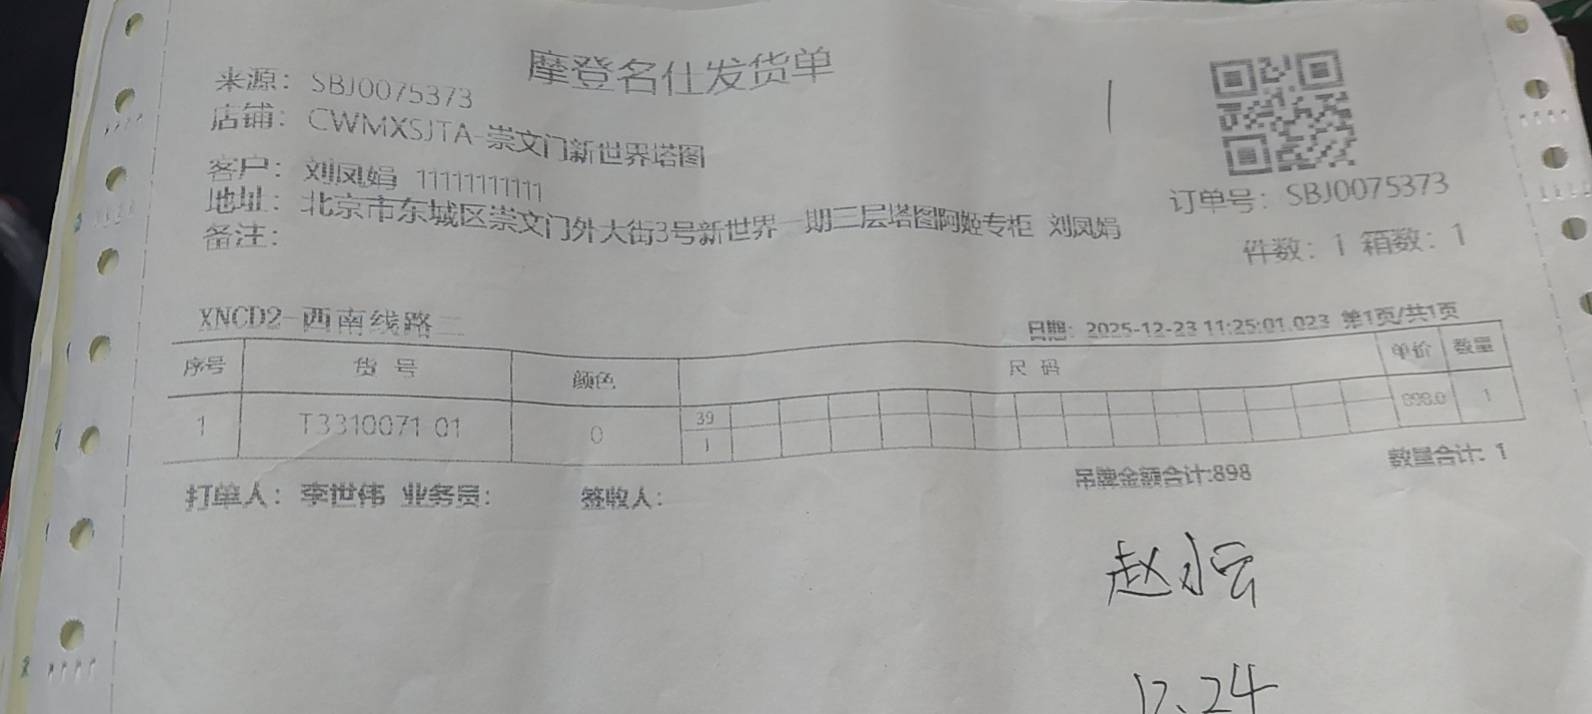 摩登名仕发货单
来源：SBJ0075373
店铺：CWMXSJTA-崇文门新世界塔图
客户：刘凤娟 11111111111
地址：北京市东城区崇文门外大街3号新世界一期三层塔图阿姬专柜 刘凤娟
备注：
订单号：SBJ0075373
件数：1 箱数：1
XNCD2-西南线路二
日期：2025-12-23 11:25:01.023 第1页/共1页
序号 货号 颜色 尺码 单价 数量
39
1 T3310071 01 0 1 898.0 1
吊牌金额合计:898 数量合计: 1
打单人：李世伟 业务员: 签收人:
赵小云
12.24